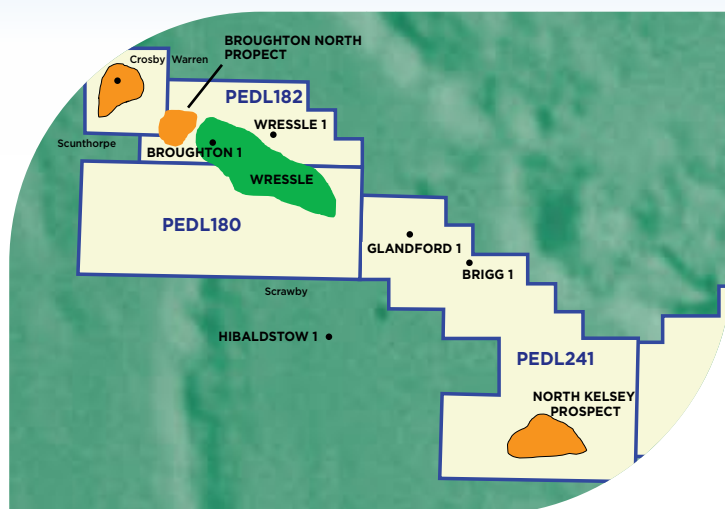 BROUGHTON NORTH
PROPECT
Crosby Warren
PEDL182
WRESSLE 1
Scunthorpe
BROUGHTON 1
WRESSLE
PEDL180
GLANDFORD 1
BRIGG 1
Scrawby
HIBALDSTOW 1
PEDL241
NORTH KELSEY
PROSPECT